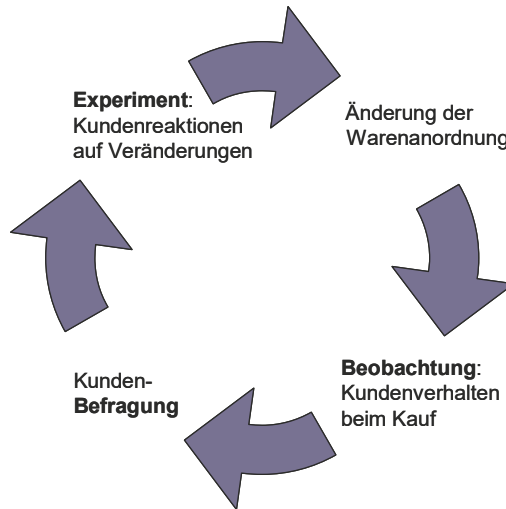 Experiment:
Kundenreaktionen
auf Veränderungen
Änderung der
Warenanordnung
Beobachtung:
Kundenverhalten
beim Kauf
Kunden-
Befragung